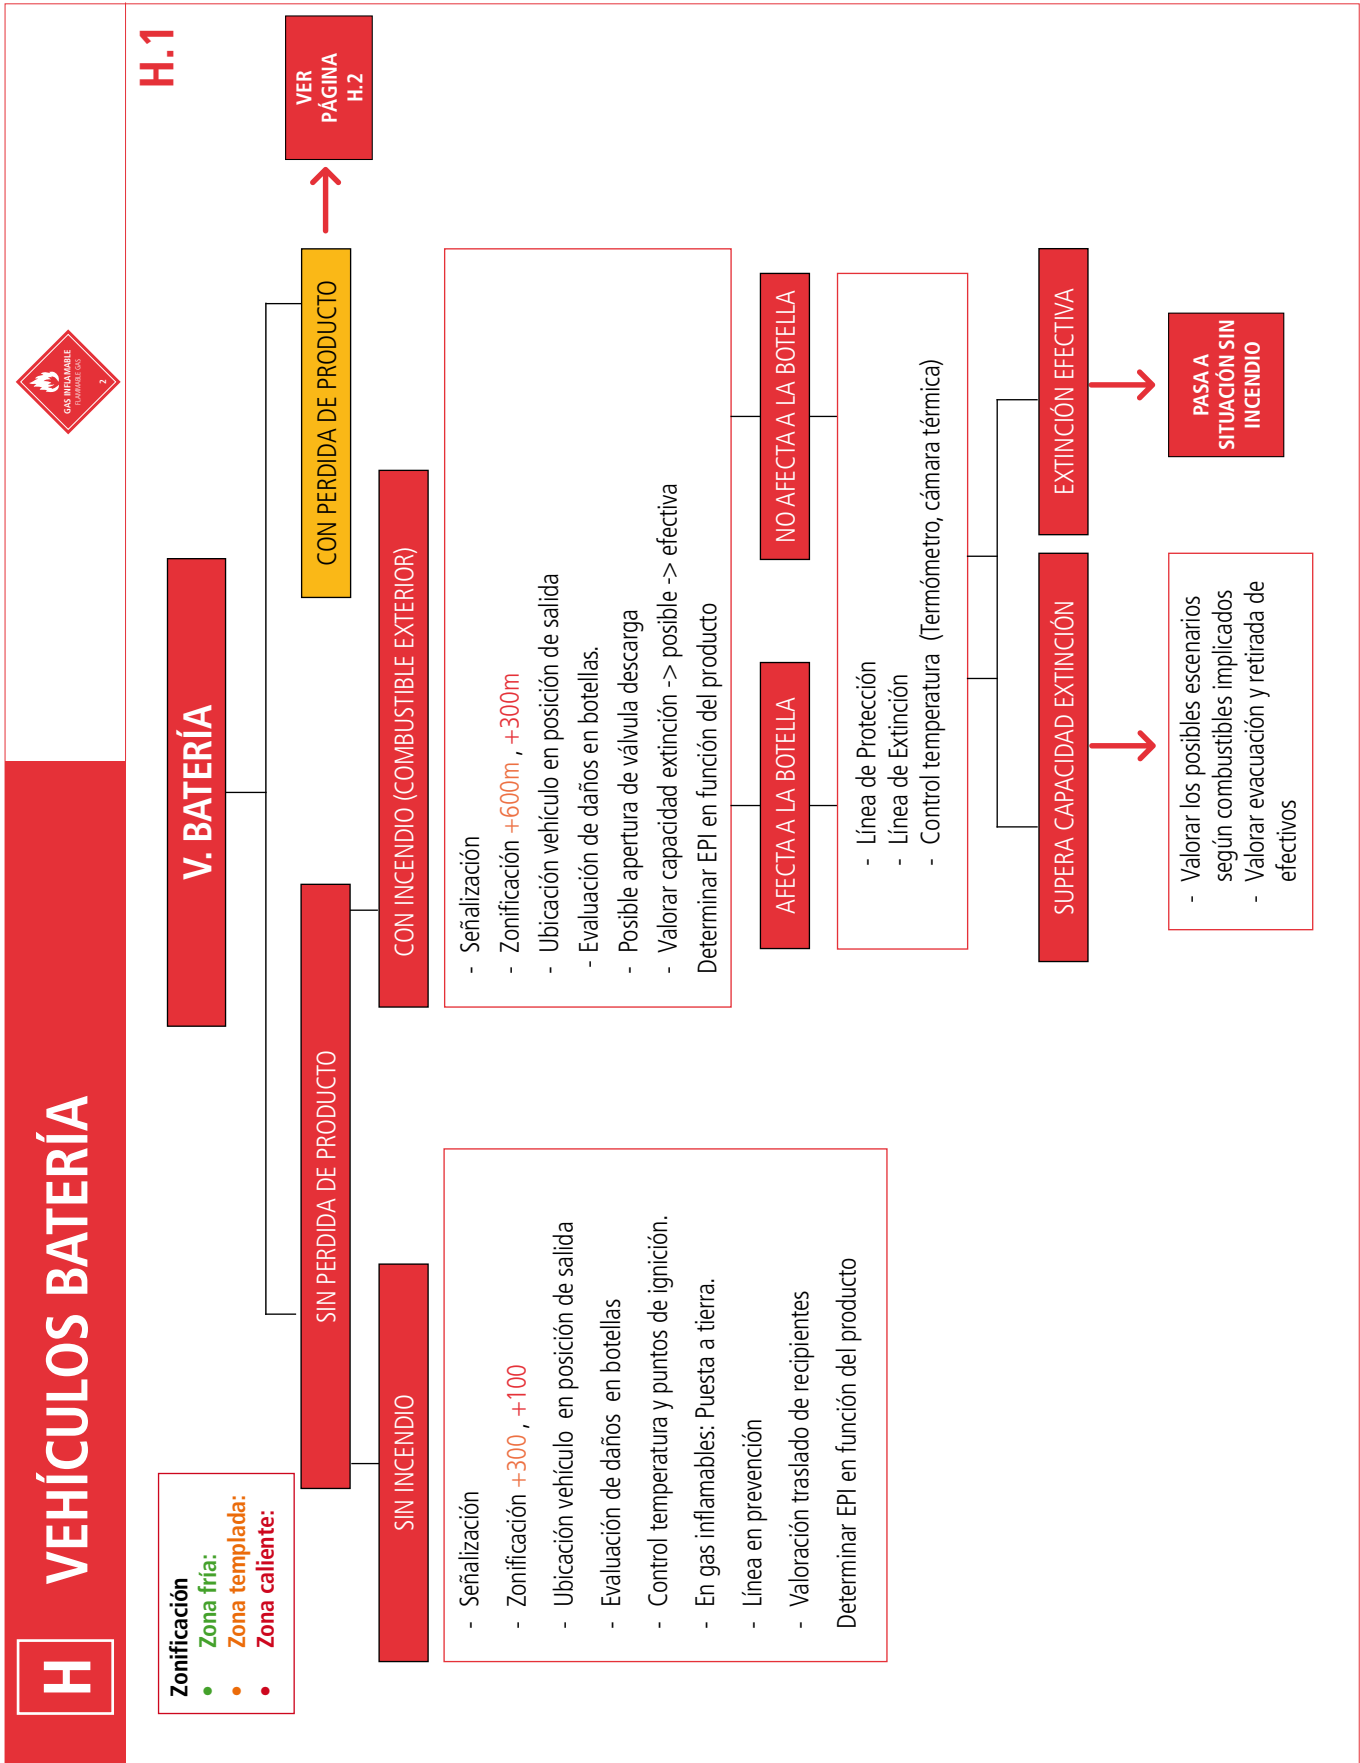 H
VEHÍCULOS BATERÍA
GAS INFLAMABLE
FLAMMABLE GAS
2
H.1
Zonificación
• Zona fría:
• Zona templada:
• Zona caliente:
V. BATERÍA
SIN PERDIDA DE PRODUCTO
CON PERDIDA DE PRODUCTO
VER
PÁGINA
H.2
SIN INCENDIO
- Señalización
- Zonificación +300 , +100
- Ubicación vehículo en posición de salida
- Evaluación de daños en botellas
- Control temperatura y puntos de ignición.
- En gas inflamables: Puesta a tierra.
- Línea en prevención
- Valoración traslado de recipientes
Determinar EPI en función del producto
CON INCENDIO (COMBUSTIBLE EXTERIOR)
- Señalización
- Zonificación +600m , +300m
- Ubicación vehículo en posición de salida
- Evaluación de daños en botellas.
- Posible apertura de válvula descarga
- Valorar capacidad extinción -> posible -> efectiva
Determinar EPI en función del producto
AFECTA A LA BOTELLA
NO AFECTA A LA BOTELLA
- Línea de Protección
- Línea de Extinción
- Control temperatura (Termómetro, cámara térmica)
SUPERA CAPACIDAD EXTINCIÓN
EXTINCIÓN EFECTIVA
- Valorar los posibles escenarios
según combustibles implicados
- Valorar evacuación y retirada de
efectivos
PASA A
SITUACIÓN SIN
INCENDIO